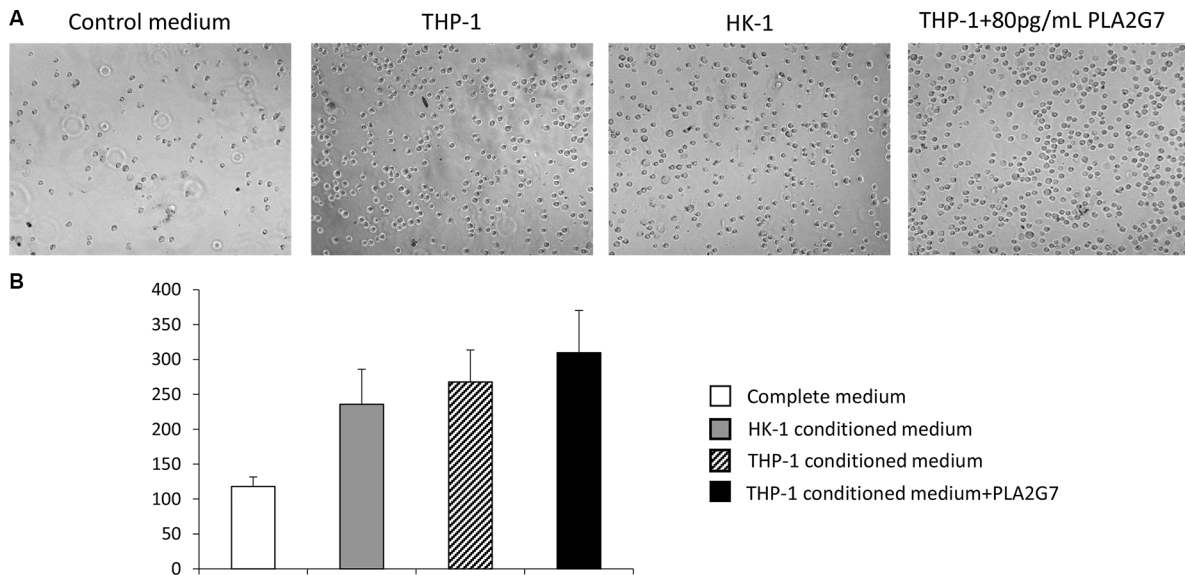 A
Control medium
THP-1
HK-1
THP-1+80pg/mL PLA2G7
B
400
350
300
250
200
150
100
50
0
Complete medium
HK-1 conditioned medium
THP-1 conditioned medium
THP-1 conditioned medium+PLA2G7